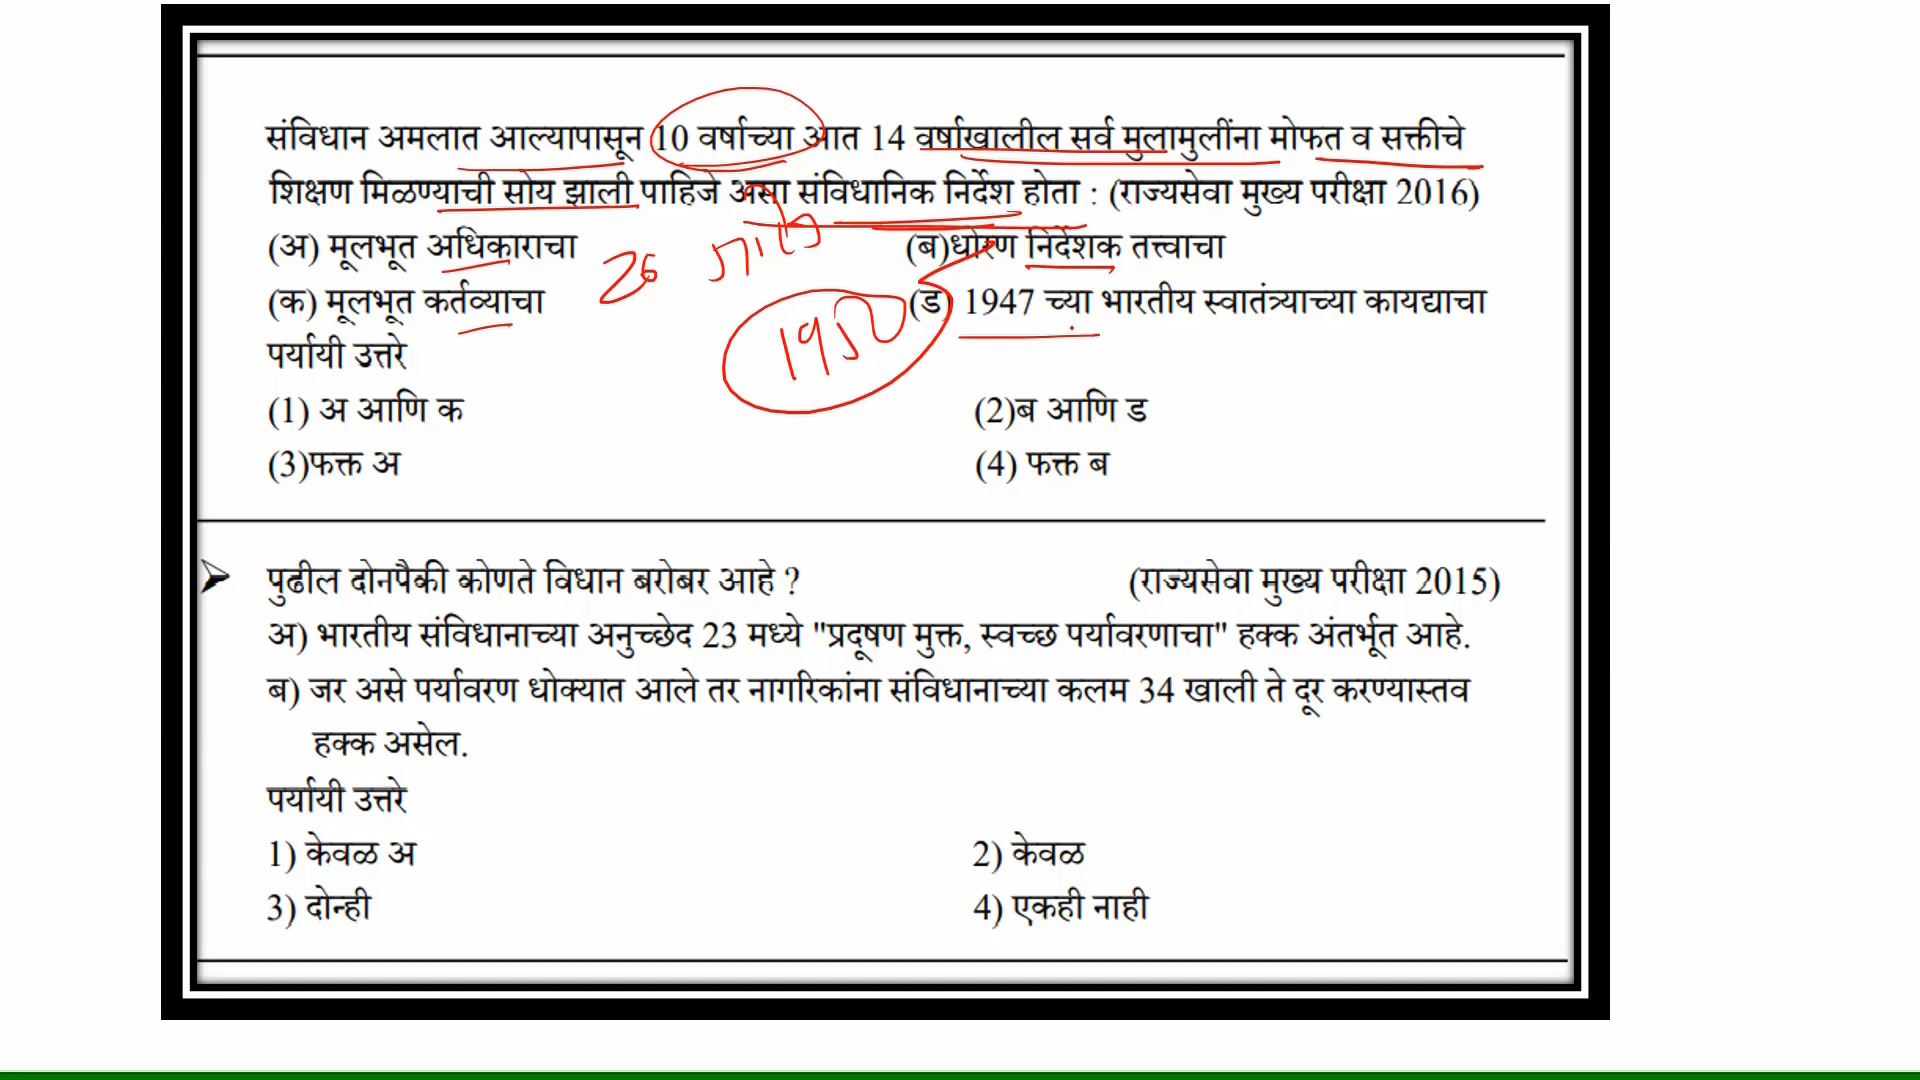 संविधान अमलात आल्यापासून 10 वर्षाच्या आत 14 वर्षाखालील सर्व मुलामुलींना मोफत व सक्तीचे
शिक्षण मिळण्याची सोय झाली पाहिजे असा संविधानिक निर्देश होता : (राज्यसेवा मुख्य परीक्षा 2016)
(अ) मूलभूत अधिकाराचा (ब)धोरण निर्देशक तत्त्वाचा
26
(क) मूलभूत कर्तव्याचा (ड) 1947 च्या भारतीय स्वातंत्र्याच्या कायद्याचा
1950
पर्यायी उत्तरे
(1) अ आणि क (2)ब आणि ड
(3)फक्त अ (4) फक्त ब
पुढील दोनपैकी कोणते विधान बरोबर आहे ? (राज्यसेवा मुख्य परीक्षा 2015)
अ) भारतीय संविधानाच्या अनुच्छेद 23 मध्ये "प्रदूषण मुक्त, स्वच्छ पर्यावरणाचा" हक्क अंतर्भूत आहे.
ब) जर असे पर्यावरण धोक्यात आले तर नागरिकांना संविधानाच्या कलम 34 खाली ते दूर करण्यास्तव
हक्क असेल.
पर्यायी उत्तरे
1) केवळ अ 2) केवळ
3) दोन्ही 4) एकही नाही